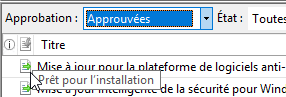 Approbation : Approuvées État : Toutes
Titre
Mise à jour pour la plateforme de logiciels anti-
Prêt pour l'installation
Mise à jour intelligente de la sécurité pour Wind